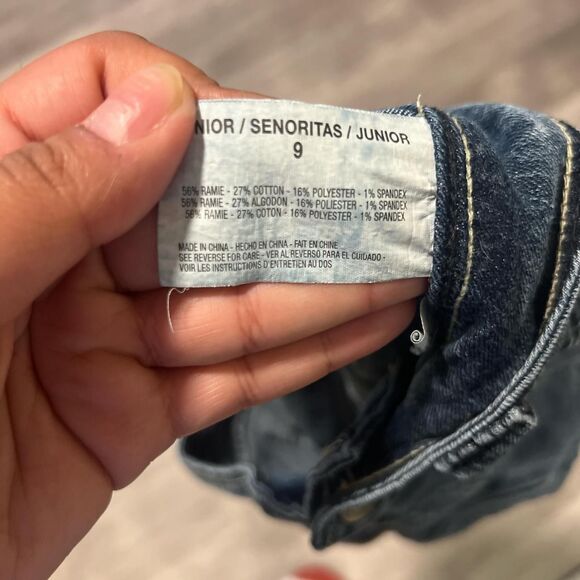 NIOR / SENORITAS / JUNIOR
9
56% RAMIE - 27% COTTON - 16% POLYESTER - 1% SPANDEX
56% RAMIE - 27% ALGODON - 16% POLIESTER - 1% SPANDEX
56% RAMIE - 27% COTON - 16% POLYESTER - 1% SPANDEX
MADE IN CHINA - HECHO EN CHINA - FAIT EN CHINE
SEE REVERSE FOR CARE - VER AL REVERSO PARA EL CUIDADO -
VOIR LES INSTRUCTIONS D'ENTRETIEN AU DOS